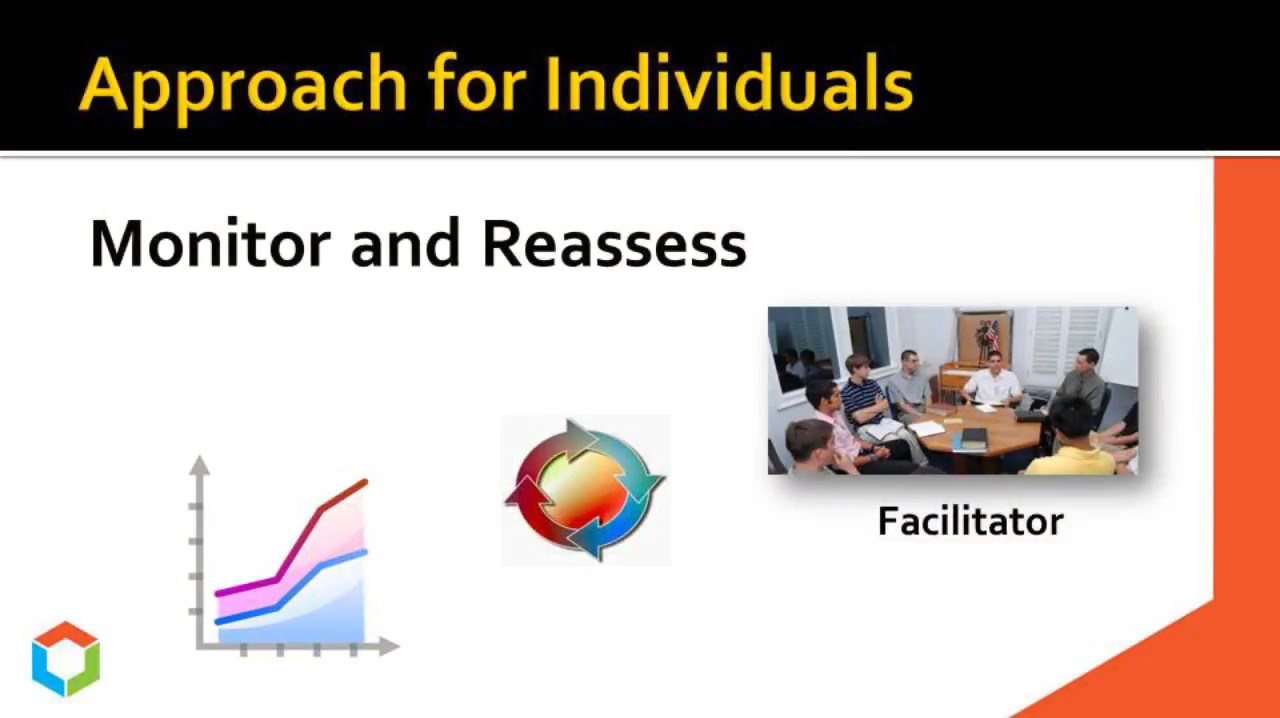 Approach for Individuals
Monitor and Reassess
Facilitator